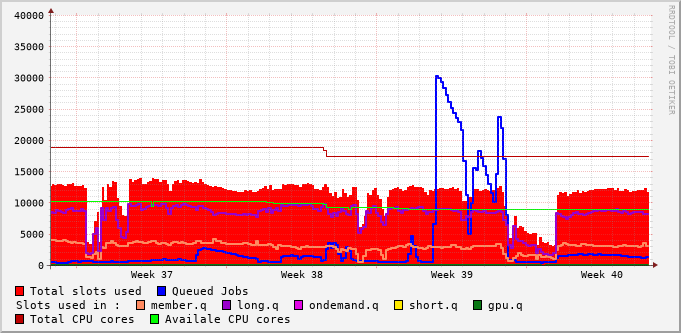 40000
35000
30000
25000
20000
15000
10000
5000
0
Week 37 Week 38 Week 39 Week 40
RRDTOOL / TOBI OETIKER
Total slots used Queued Jobs
Slots used in : member.q long.q ondemand.q short.q gpu.q
Total CPU cores Availale CPU cores